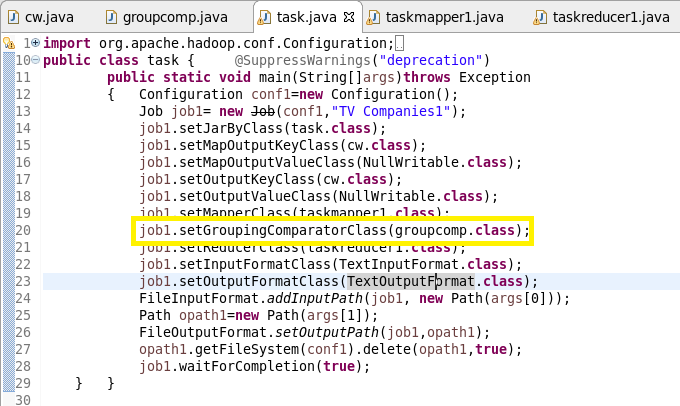 cw.java groupcomp.java task.java taskmapper1.java taskreducer1.java
1 import org.apache.hadoop.conf.Configuration;
10 public class task { @SuppressWarnings("deprecation")
11 public static void main(String[]args)throws Exception
12 { Configuration conf1=new Configuration();
13 Job job1= new Job(conf1,"TV Companies1");
14 job1.setJarByClass(task.class);
15 job1.setMapOutputKeyClass(cw.class);
16 job1.setMapOutputValueClass(NullWritable.class);
17 job1.setOutputKeyClass(cw.class);
18 job1.setOutputValueClass(NullWritable.class);
19 job1.setMapperClass(taskmapper1.class);
20 job1.setGroupingComparatorClass(groupcomp.class);
21 job1.setReducerClass(taskreducer1.class);
22 job1.setInputFormatClass(TextInputFormat.class);
23 job1.setOutputFormatClass(TextOutputFormat.class);
24 FileInputFormat.addInputPath(job1, new Path(args[0]));
25 Path opath1=new Path(args[1]);
26 FileOutputFormat.setOutputPath(job1,opath1);
27 opath1.getFileSystem(conf1).delete(opath1,true);
28 job1.waitForCompletion(true);
29 } }
30